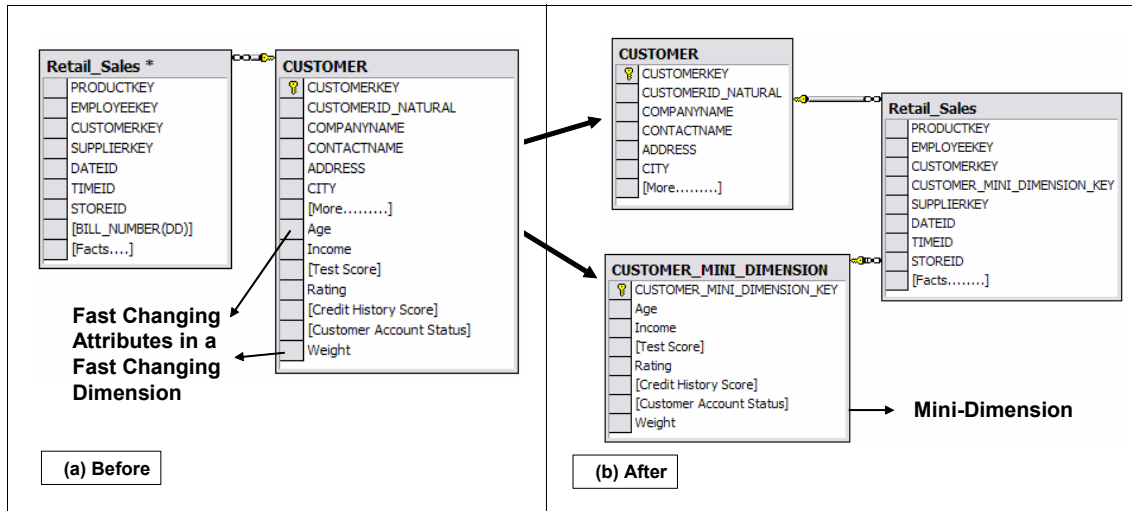 Retail_Sales *
PRODUCTKEY
EMPLOYEEKEY
CUSTOMERKEY
SUPPLIERKEY
DATEID
TIMEID
STOREID
[BILL_NUMBER(DD)]
[Facts....]
CUSTOMER
CUSTOMERKEY
CUSTOMERID_NATURAL
COMPANYNAME
CONTACTNAME
ADDRESS
CITY
[More.........]
Age
Income
[Test Score]
Rating
[Credit History Score]
[Customer Account Status]
Weight
Fast Changing
Attributes in a
Fast Changing
Dimension
(a) Before
CUSTOMER
CUSTOMERKEY
CUSTOMERID_NATURAL
COMPANYNAME
CONTACTNAME
ADDRESS
CITY
[More.........]
Retail_Sales
PRODUCTKEY
EMPLOYEEKEY
CUSTOMERKEY
CUSTOMER_MINI_DIMENSION_KEY
SUPPLIERKEY
DATEID
TIMEID
STOREID
[Facts........]
CUSTOMER_MINI_DIMENSION
CUSTOMER_MINI_DIMENSION_KEY
Age
Income
[Test Score]
Rating
[Credit History Score]
[Customer Account Status]
Weight
Mini-Dimension
(b) After